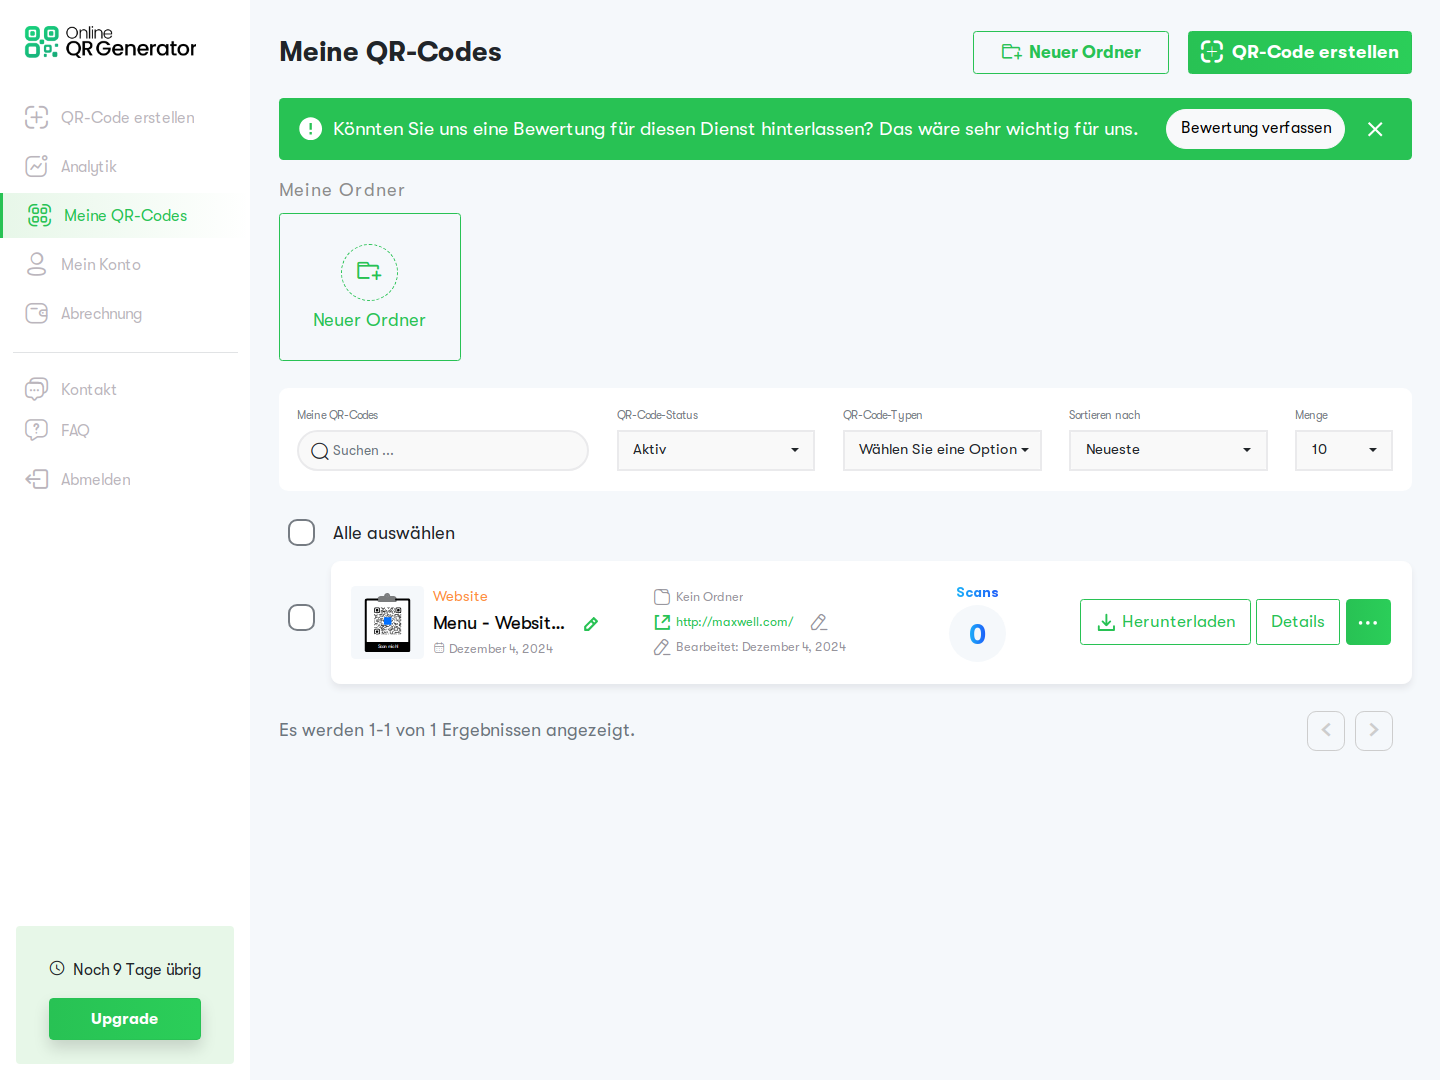 Online
QR Generator
QR-Code erstellen
Analytik
Meine QR-Codes
Mein Konto
Abrechnung
Kontakt
FAQ
Abmelden
Noch 9 Tage übrig
Upgrade
Meine QR-Codes
Neuer Ordner
QR-Code erstellen
Könnten Sie uns eine Bewertung für diesen Dienst hinterlassen? Das wäre sehr wichtig für uns.
Bewertung verfassen
Meine Ordner
Neuer Ordner
Meine QR-Codes
Suchen ...
QR-Code-Status
Aktiv
QR-Code-Typen
Wählen Sie eine Option
Sortieren nach
Neueste
Menge
10
Alle auswählen
Website
Menu - Websit...
Dezember 4, 2024
Kein Ordner
http://maxwell.com/
Bearbeitet: Dezember 4, 2024
Scans
0
Herunterladen
Details
Es werden 1-1 von 1 Ergebnissen angezeigt.